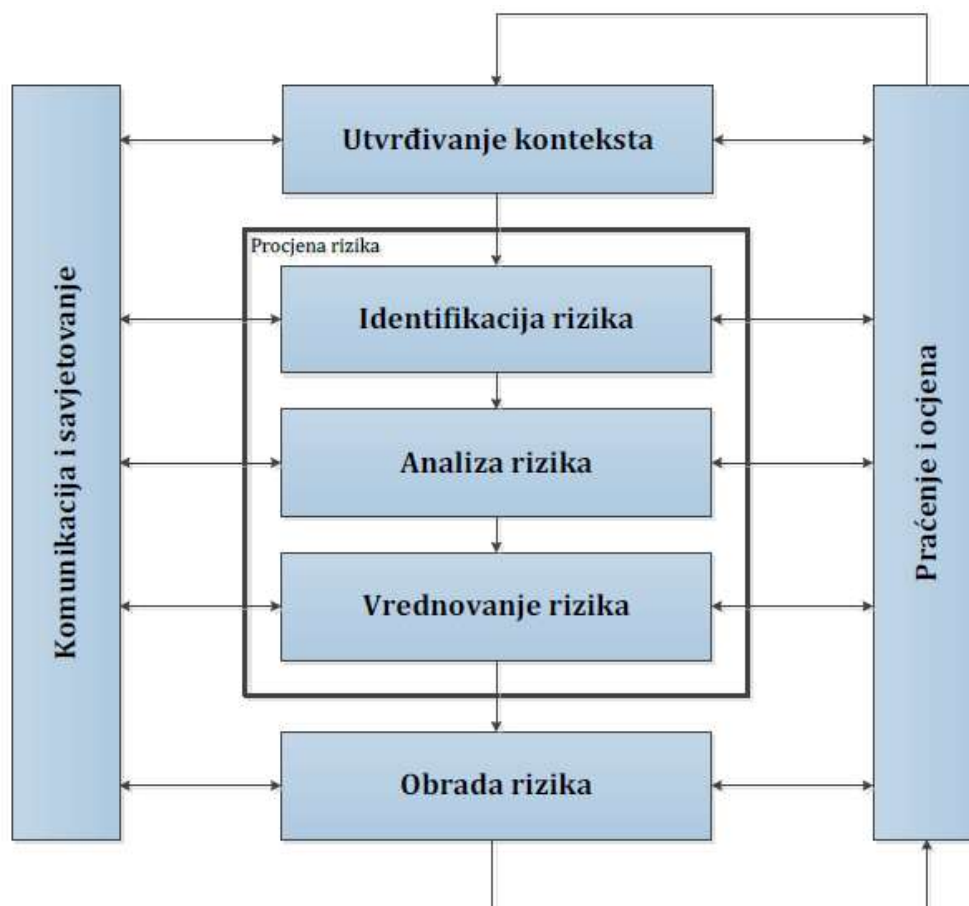 Utvrđivanje konteksta
Procjena rizika
Identifikacija rizika
Analiza rizika
Vrednovanje rizika
Obrada rizika
Komunikacija i savjetovanje
Praćenje i ocjena